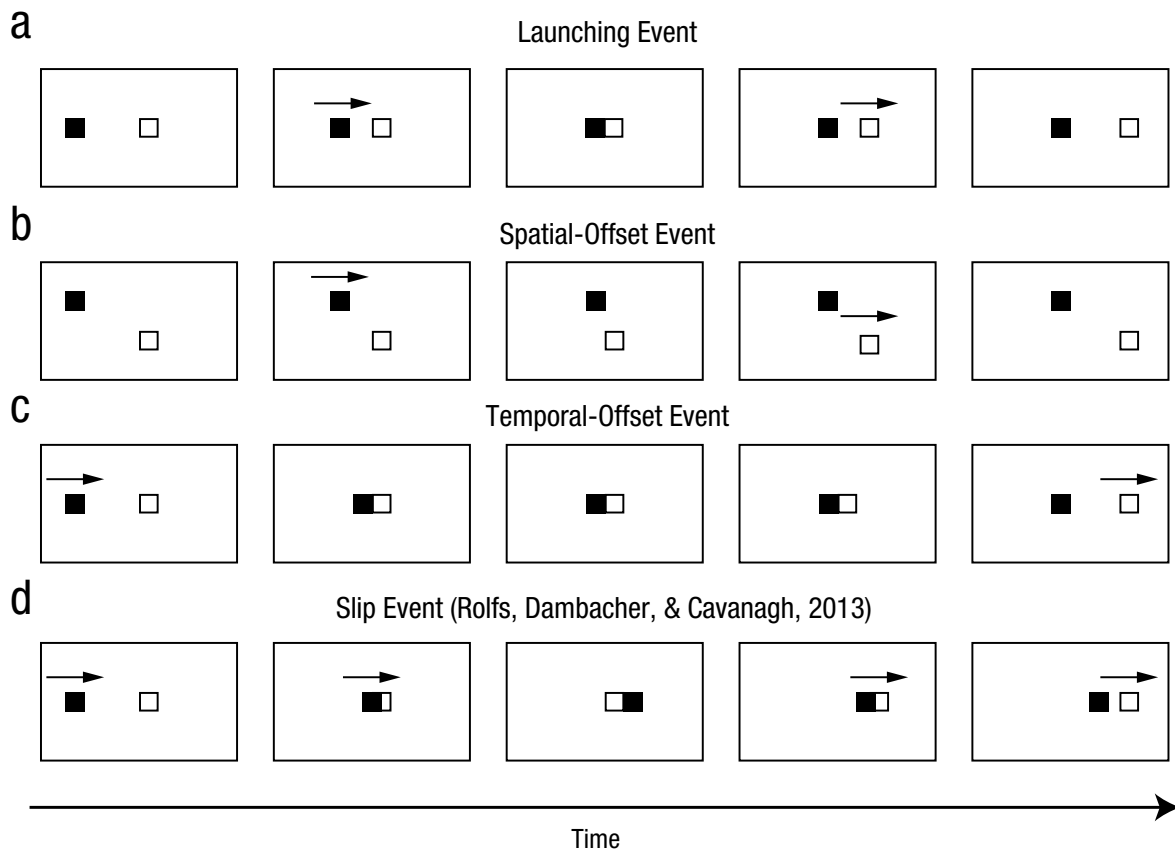 a
Launching Event
b
Spatial-Offset Event
c
Temporal-Offset Event
d
Slip Event (Rolfs, Dambacher, & Cavanagh, 2013)
Time